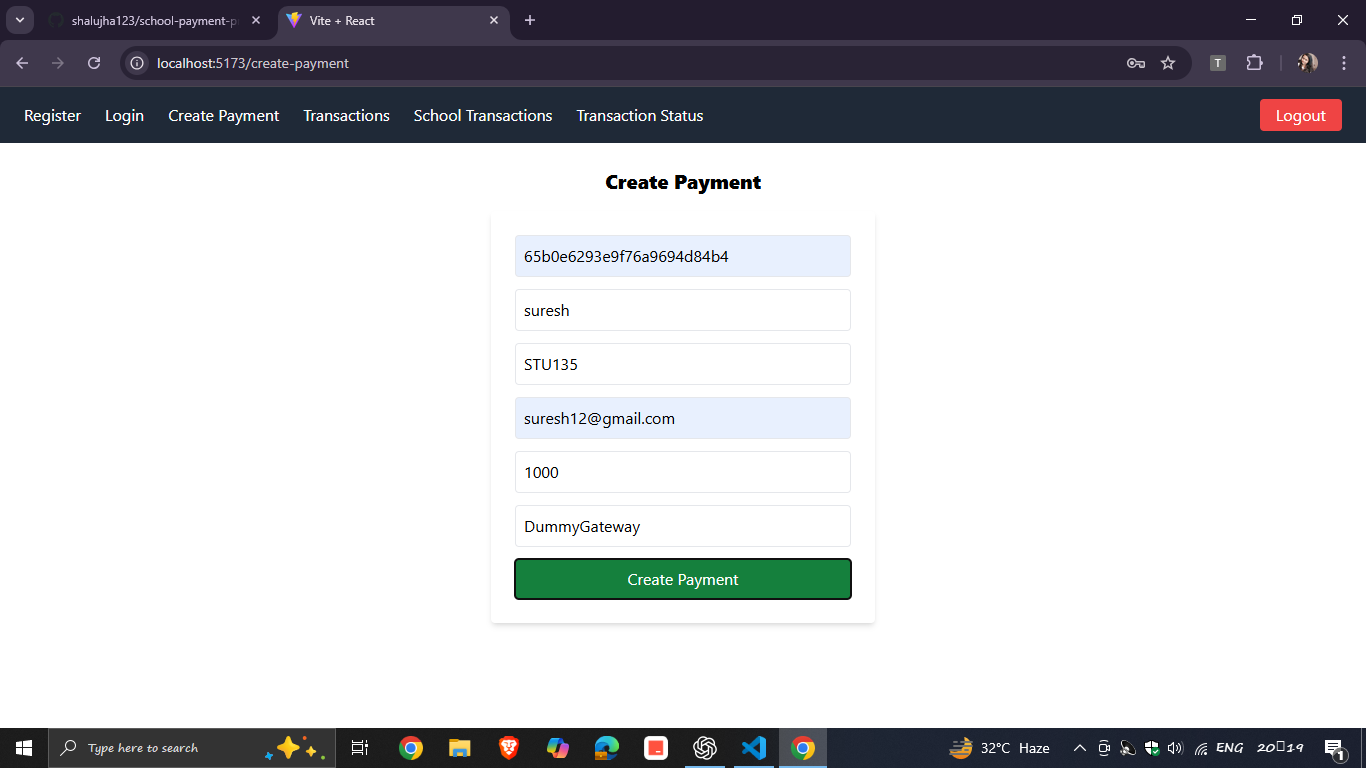 shalujha123/school-payment-p
Vite + React
localhost:5173/create-payment
T
Register Login Create Payment Transactions School Transactions Transaction Status Logout
Create Payment
65b0e6293e9f76a9694d84b4
suresh
STU135
suresh12@gmail.com
1000
DummyGateway
Create Payment
Type here to search
32°C Haze
ENG
20▯19
1